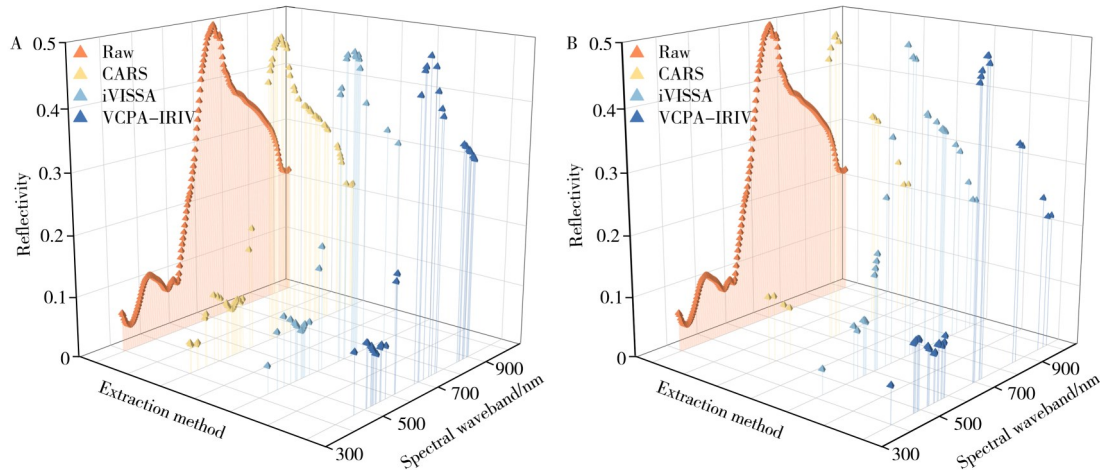 A
Raw
CARS
iVISSA
VCPA-IRIV
0.5
0.4
0.3
0.2
0.1
0
Reflectivity
Extraction method
300
500
700
900
Spectral waveband/nm
B
Raw
CARS
iVISSA
VCPA-IRIV
0.5
0.4
0.3
0.2
0.1
0
Reflectivity
Extraction method
300
500
700
900
Spectral waveband/nm